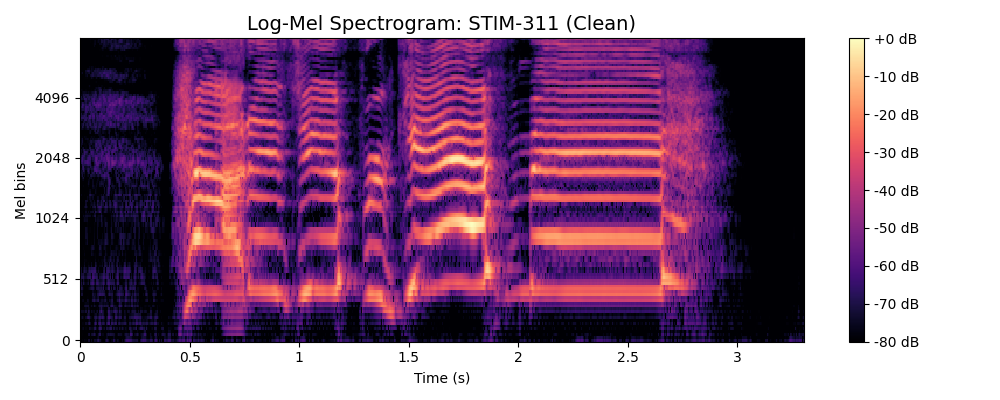 Log-Mel Spectrogram: STIM-311 (Clean)
Mel bins
4096
2048
1024
512
0
0
0.5
1
1.5
2
2.5
3
Time (s)
+0 dB
-10 dB
-20 dB
-30 dB
-40 dB
-50 dB
-60 dB
-70 dB
-80 dB